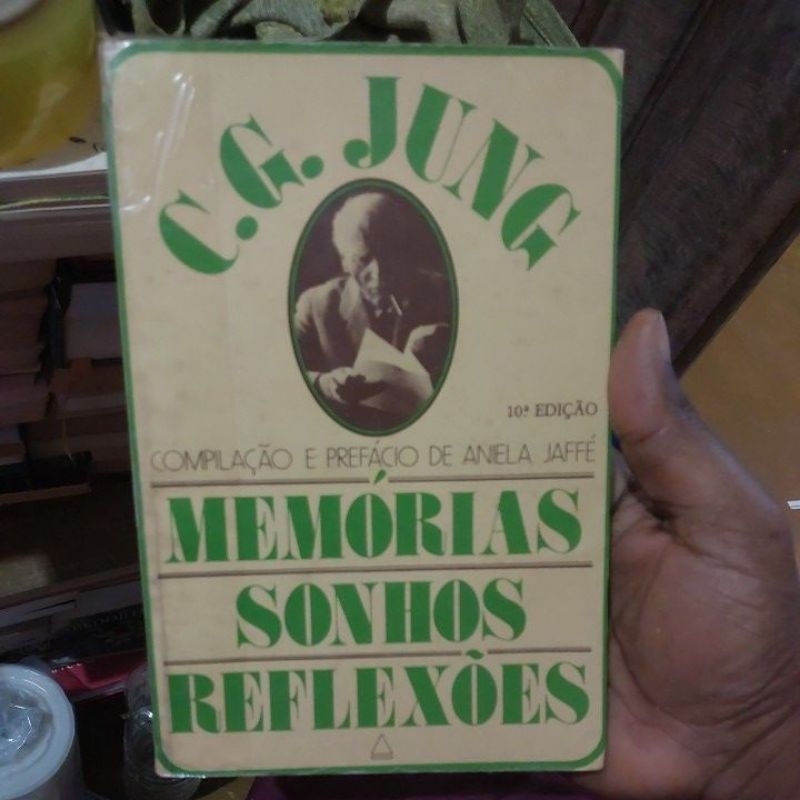 C.G. JUNG
10ª EDIÇÃO
COMPILAÇÃO E PREFÁCIO DE ANIELA JAFFÉ
MEMÓRIAS
SONHOS
REFLEXÕES